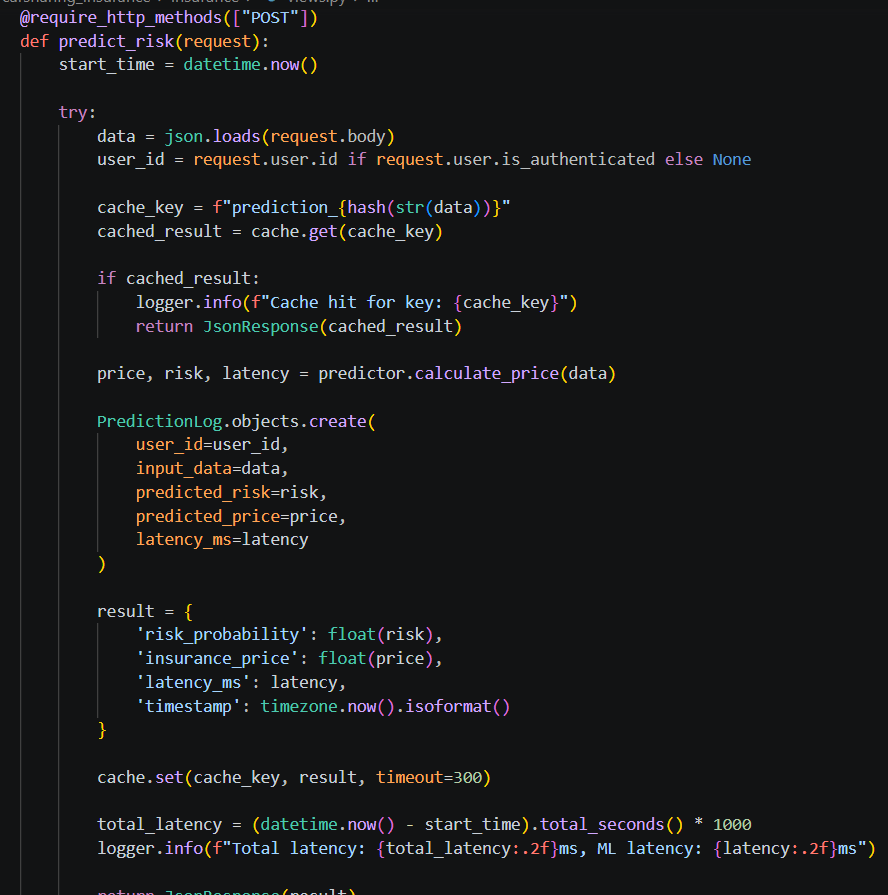 carsharing_insurance > insurance > views.py > ...
@require_http_methods(["POST"])
def predict_risk(request):
    start_time = datetime.now()
    try:
        data = json.loads(request.body)
        user_id = request.user.id if request.user.is_authenticated else None
        cache_key = f"prediction_{hash(str(data))}"
        cached_result = cache.get(cache_key)
        if cached_result:
            logger.info(f"Cache hit for key: {cache_key}")
            return JsonResponse(cached_result)
        price, risk, latency = predictor.calculate_price(data)
        PredictionLog.objects.create(
            user_id=user_id,
            input_data=data,
            predicted_risk=risk,
            predicted_price=price,
            latency_ms=latency
        )
        result = {
            'risk_probability': float(risk),
            'insurance_price': float(price),
            'latency_ms': latency,
            'timestamp': timezone.now().isoformat()
        }
        cache.set(cache_key, result, timeout=300)
        total_latency = (datetime.now() - start_time).total_seconds() * 1000
        logger.info(f"Total latency: {total_latency:.2f}ms, ML latency: {latency:.2f}ms")
        return JsonResponse(result)